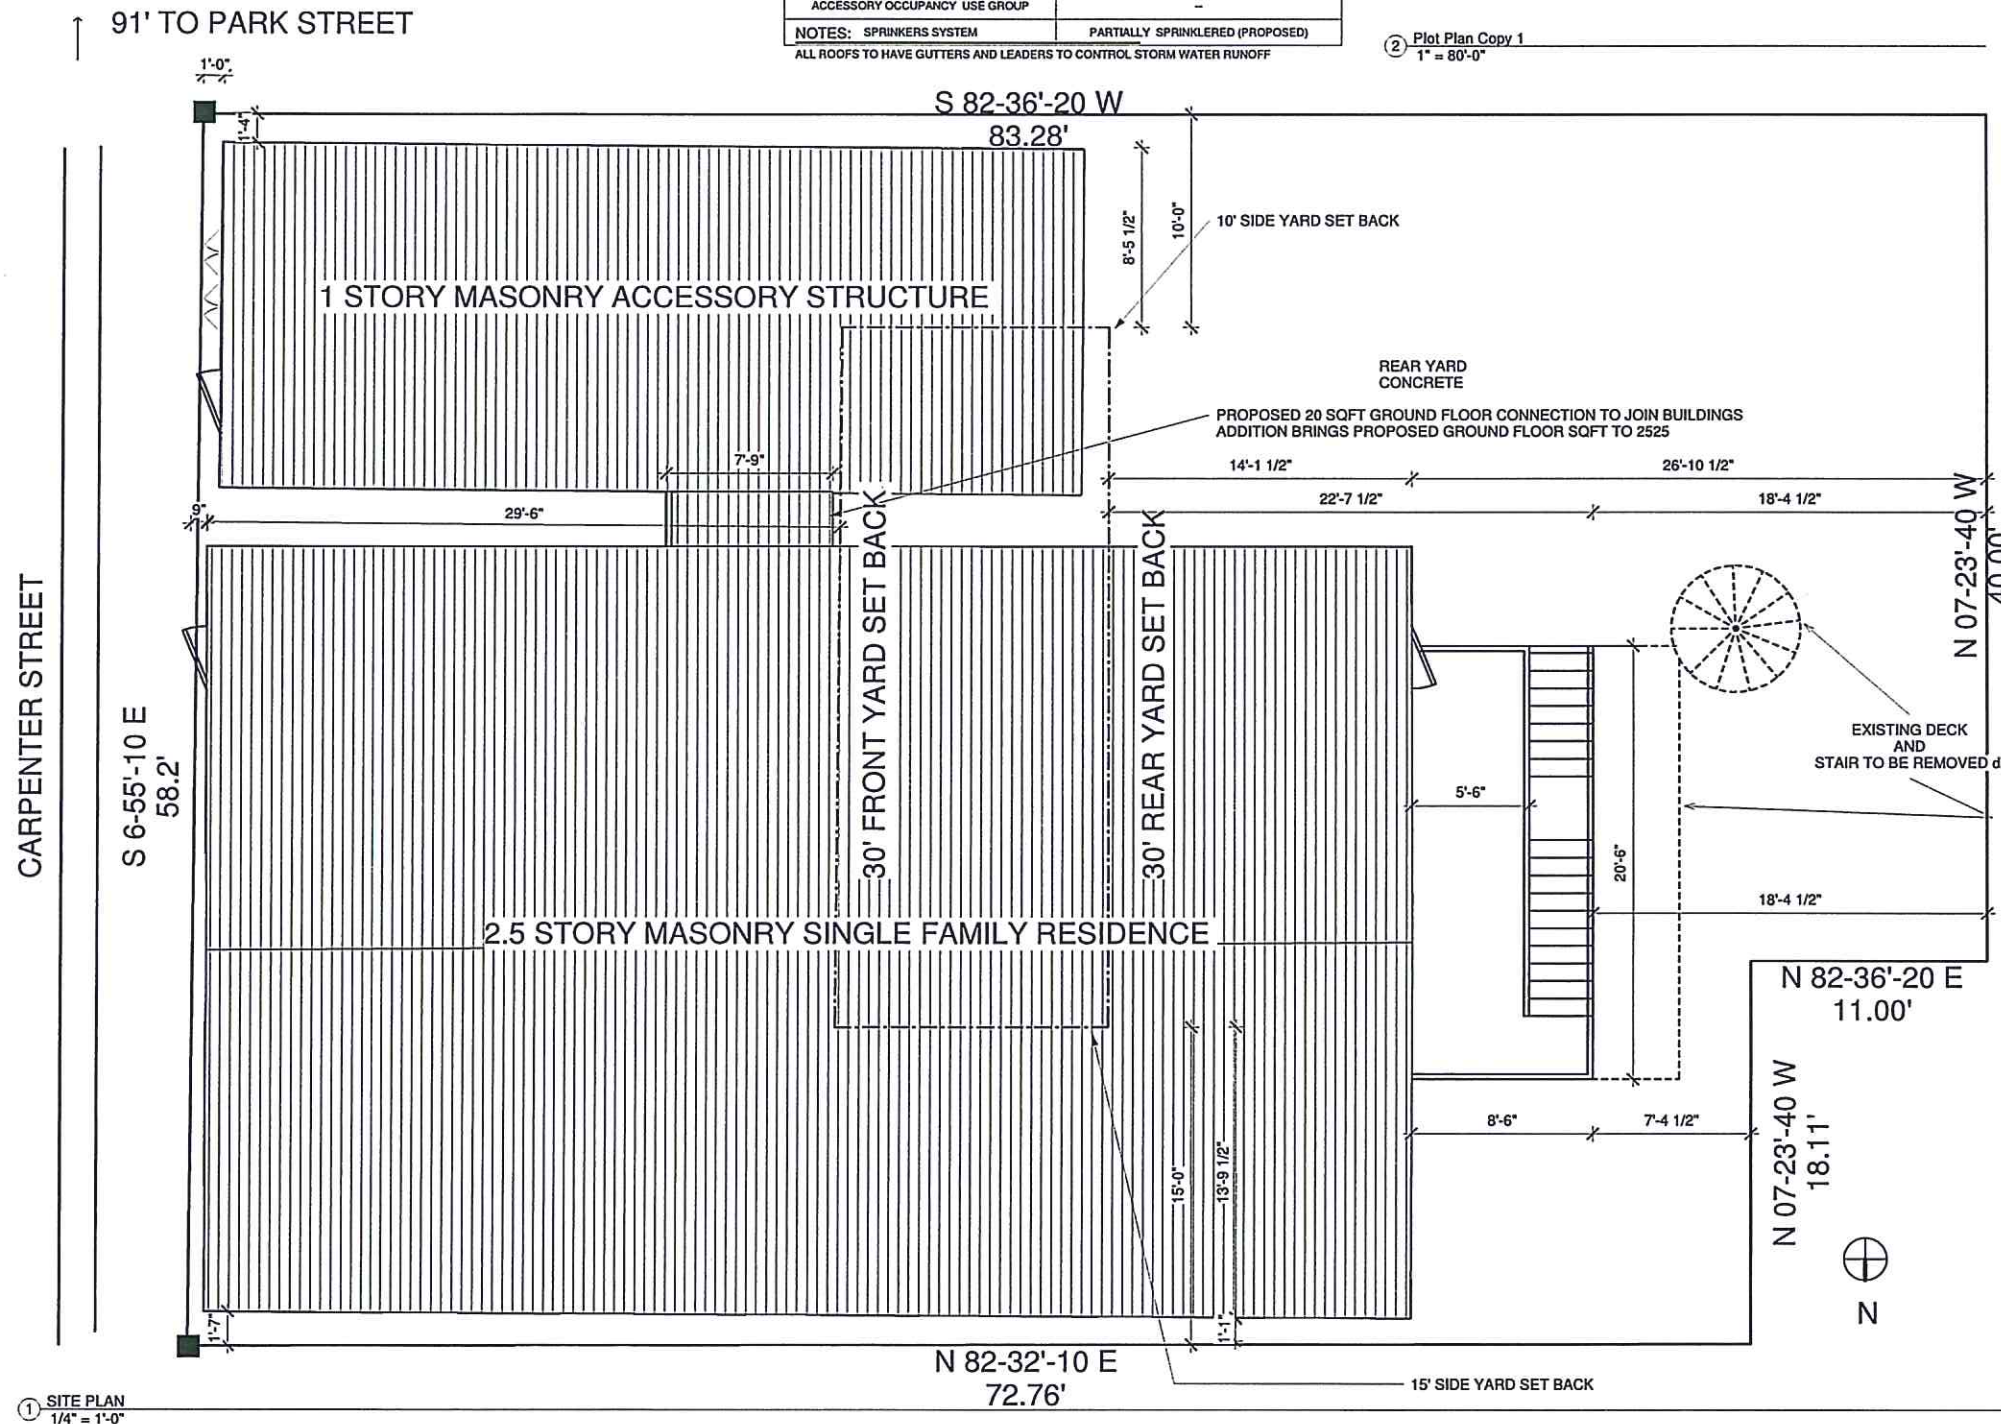 91' TO PARK STREET
ACCESSORY OCCUPANCY USE GROUP
--
NOTES: SPRINKERS SYSTEM
PARTIALLY SPRINKLERED (PROPOSED)
ALL ROOFS TO HAVE GUTTERS AND LEADERS TO CONTROL STORM WATER RUNOFF
2
Plot Plan Copy 1
1" = 80'-0"
1'-0"
1'-4"
S 82-36'-20 W
83.28'
8'-5 1/2"
10'-0"
10' SIDE YARD SET BACK
1 STORY MASONRY ACCESSORY STRUCTURE
REAR YARD
CONCRETE
PROPOSED 20 SQFT GROUND FLOOR CONNECTION TO JOIN BUILDINGS
ADDITION BRINGS PROPOSED GROUND FLOOR SQFT TO 2525
7'-9"
14'-1 1/2"
26'-10 1/2"
9"
29'-6"
22'-7 1/2"
18'-4 1/2"
N 07-23'-40 W
40.00'
CARPENTER STREET
S 6-55'-10 E
58.2'
30' FRONT YARD SET BACK
30' REAR YARD SET BACK
EXISTING DECK
AND
STAIR TO BE REMOVED d
5'-6"
20'-6"
18'-4 1/2"
2.5 STORY MASONRY SINGLE FAMILY RESIDENCE
N 82-36'-20 E
11.00'
8'-6"
7'-4 1/2"
N 07-23'-40 W
18.11'
15'-0"
13'-9 1/2"
1'-7"
1'-1"
N
N 82-32'-10 E
72.76'
15' SIDE YARD SET BACK
1
SITE PLAN
1/4" = 1'-0"